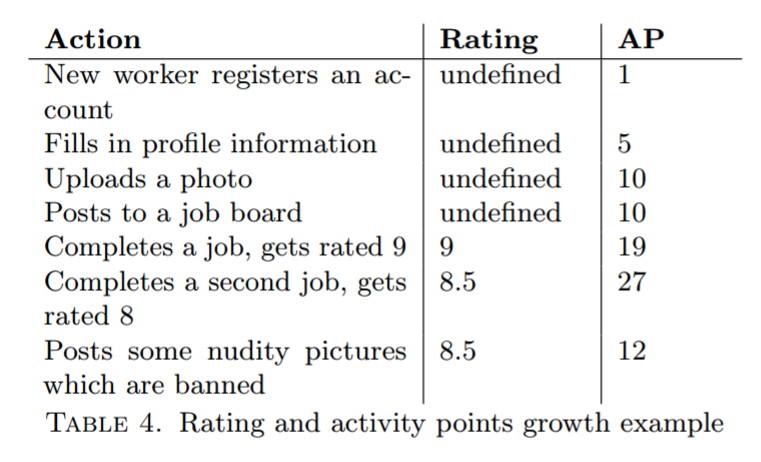 Action Rating AP
New worker registers an ac- undefined 1
count
Fills in profile information undefined 5
Uploads a photo undefined 10
Posts to a job board undefined 10
Completes a job, gets rated 9 9 19
Completes a second job, gets 8.5 27
rated 8
Posts some nudity pictures 8.5 12
which are banned
TABLE 4. Rating and activity points growth example